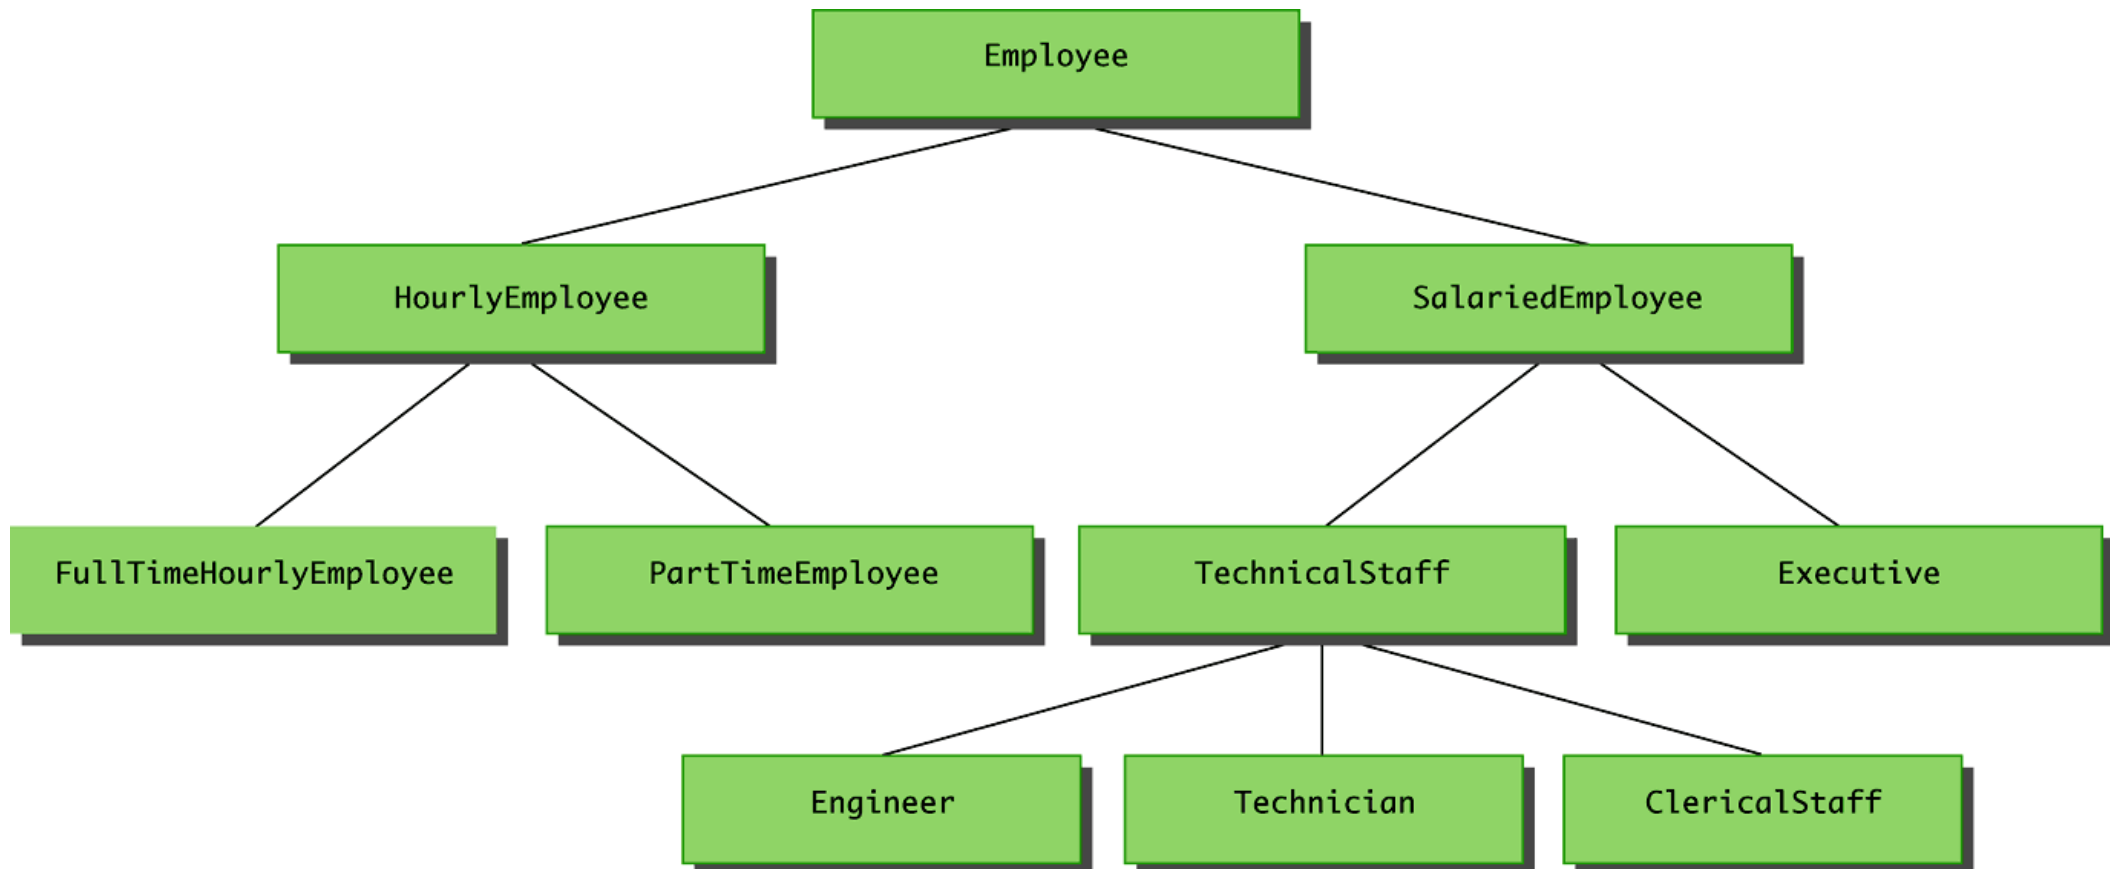 Employee
HourlyEmployee
SalariedEmployee
FullTimeHourlyEmployee
PartTimeEmployee
TechnicalStaff
Executive
Engineer
Technician
ClericalStaff